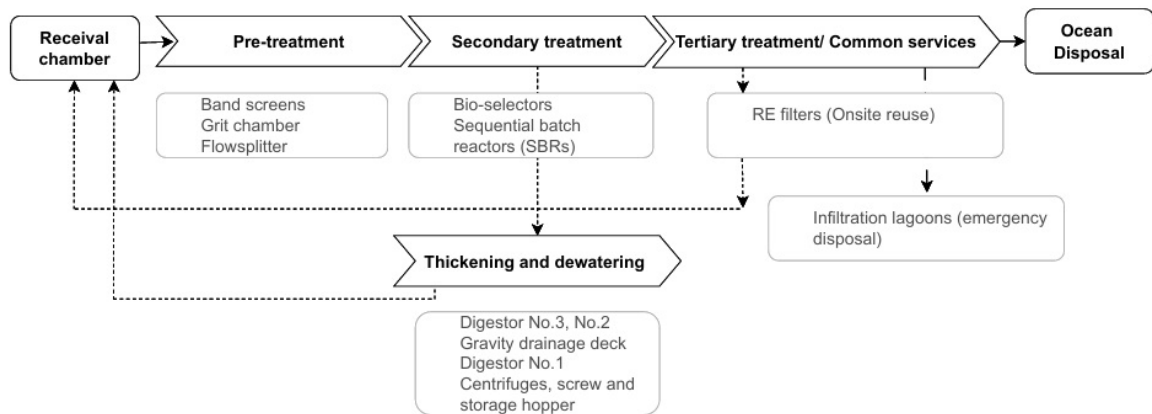 Receival
chamber
Pre-treatment
Secondary treatment
Tertiary treatment/ Common services
Ocean
Disposal
Band screens
Grit chamber
Flowsplitter
Bio-selectors
Sequential batch
reactors (SBRs)
RE filters (Onsite reuse)
Infiltration lagoons (emergency
disposal)
Thickening and dewatering
Digestor No.3, No.2
Gravity drainage deck
Digestor No.1
Centrifuges, screw and
storage hopper